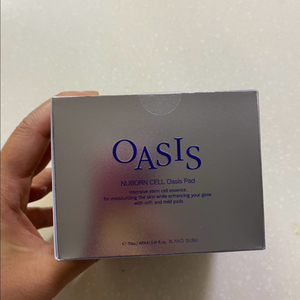 OASIS
NUBORN CELL Oasis Pad
Intensive stem cell essence
for moisturizing the skin while enhancing your glow
with soft and mild pads